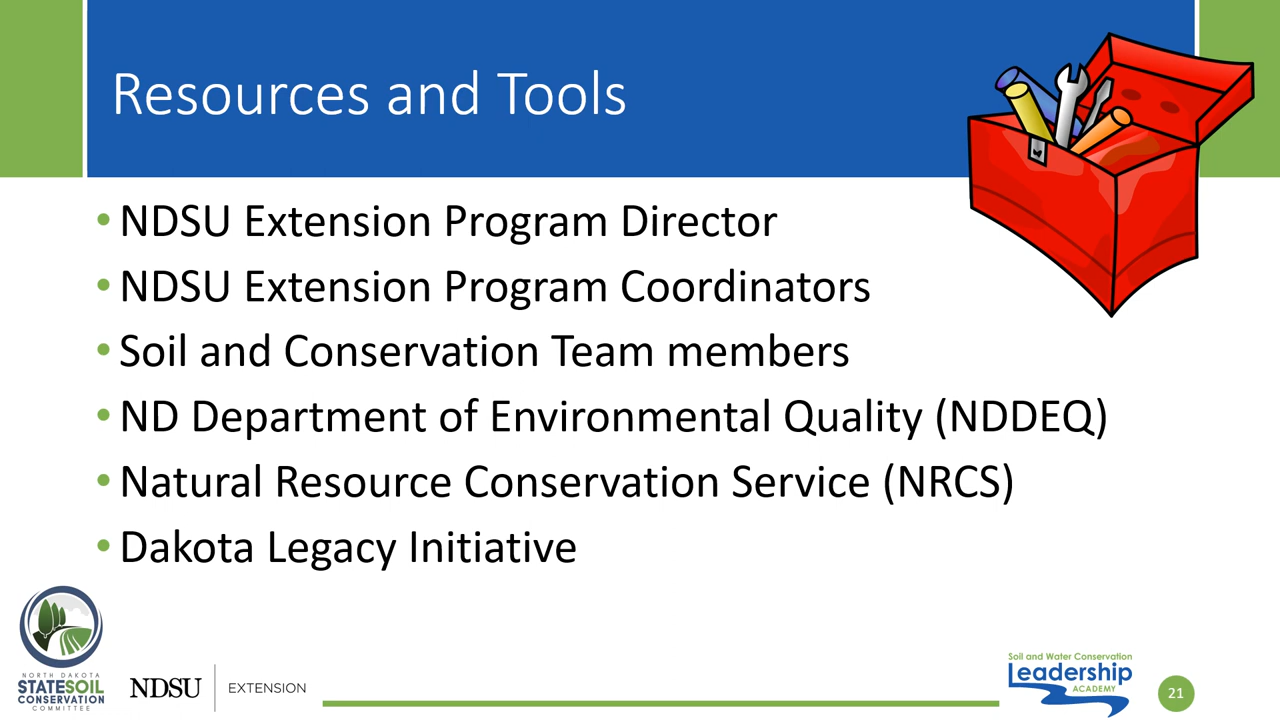 Resources and Tools
• NDSU Extension Program Director
• NDSU Extension Program Coordinators
• Soil and Conservation Team members
• ND Department of Environmental Quality (NDDEQ)
• Natural Resource Conservation Service (NRCS)
• Dakota Legacy Initiative
NORTH DAKOTA
STATESOIL
CONSERVATION
COMMITTEE
NDSU EXTENSION
Soil and Water Conservation
Leadership
ACADEMY
21